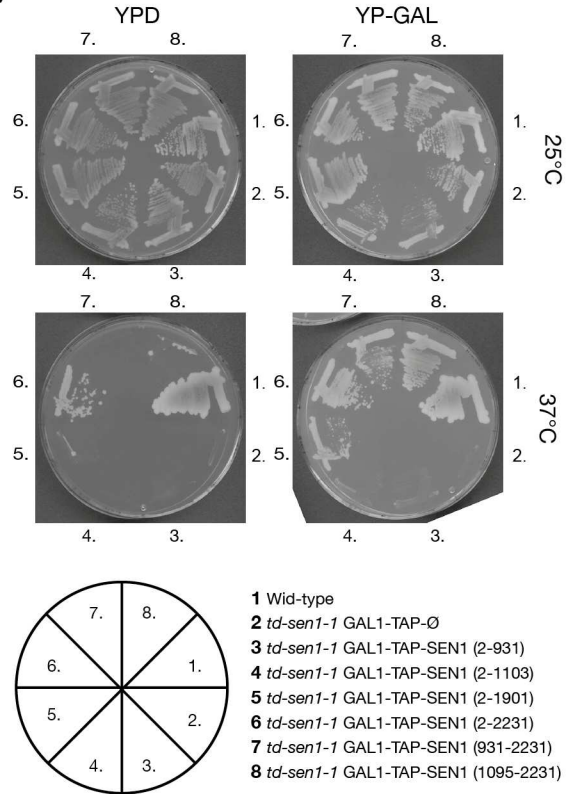 YPD YP-GAL
7. 8. 7. 8.
6. 1. 6. 1.
5. 2. 5. 2.
25°C
4. 3. 4. 3.
7. 8. 7. 8.
6. 1. 6. 1.
5. 2. 5. 2.
37°C
4. 3. 4. 3.
7. 8.
6. 1.
5. 2.
4. 3.
1 Wid-type
2 td-sen1-1 GAL1-TAP-Ø
3 td-sen1-1 GAL1-TAP-SEN1 (2-931)
4 td-sen1-1 GAL1-TAP-SEN1 (2-1103)
5 td-sen1-1 GAL1-TAP-SEN1 (2-1901)
6 td-sen1-1 GAL1-TAP-SEN1 (2-2231)
7 td-sen1-1 GAL1-TAP-SEN1 (931-2231)
8 td-sen1-1 GAL1-TAP-SEN1 (1095-2231)